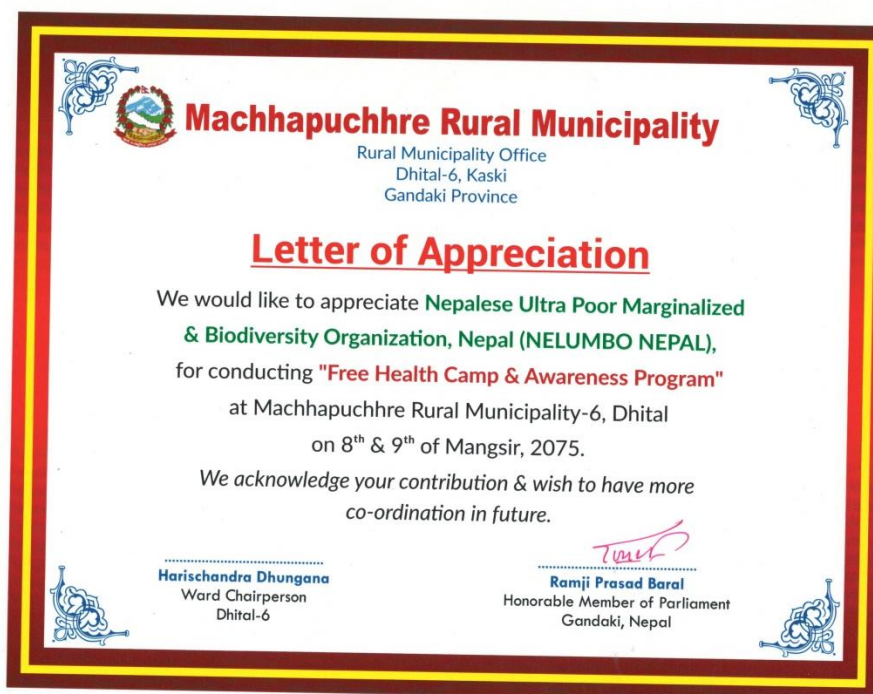 Machhapuchhre Rural Municipality
Rural Municipality Office
Dhital-6, Kaski
Gandaki Province
Letter of Appreciation
We would like to appreciate Nepalese Ultra Poor Marginalized
& Biodiversity Organization, Nepal (NELUMBO NEPAL),
for conducting "Free Health Camp & Awareness Program"
at Machhapuchhre Rural Municipality-6, Dhital
on 8th & 9th of Mangsir, 2075.
We acknowledge your contribution & wish to have more
co-ordination in future.
Harischandra Dhungana
Ward Chairperson
Dhital-6
Ramji Prasad Baral
Honorable Member of Parliament
Gandaki, Nepal